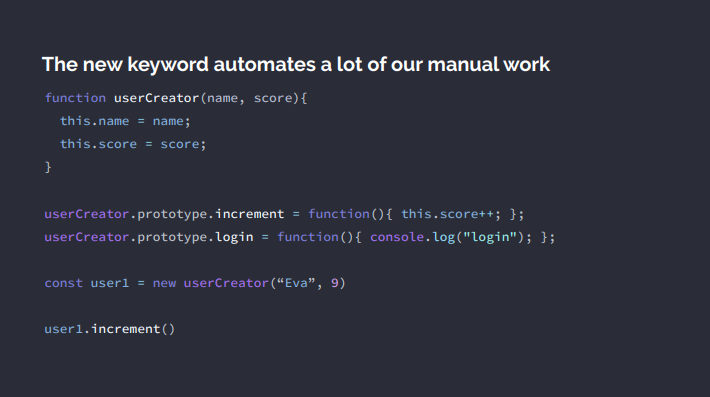 The new keyword automates a lot of our manual work
function userCreator(name, score){
  this.name = name;
  this.score = score;
}
userCreator.prototype.increment = function(){ this.score++; };
userCreator.prototype.login = function(){ console.log("login"); };
const user1 = new userCreator(“Eva”, 9)
user1.increment()